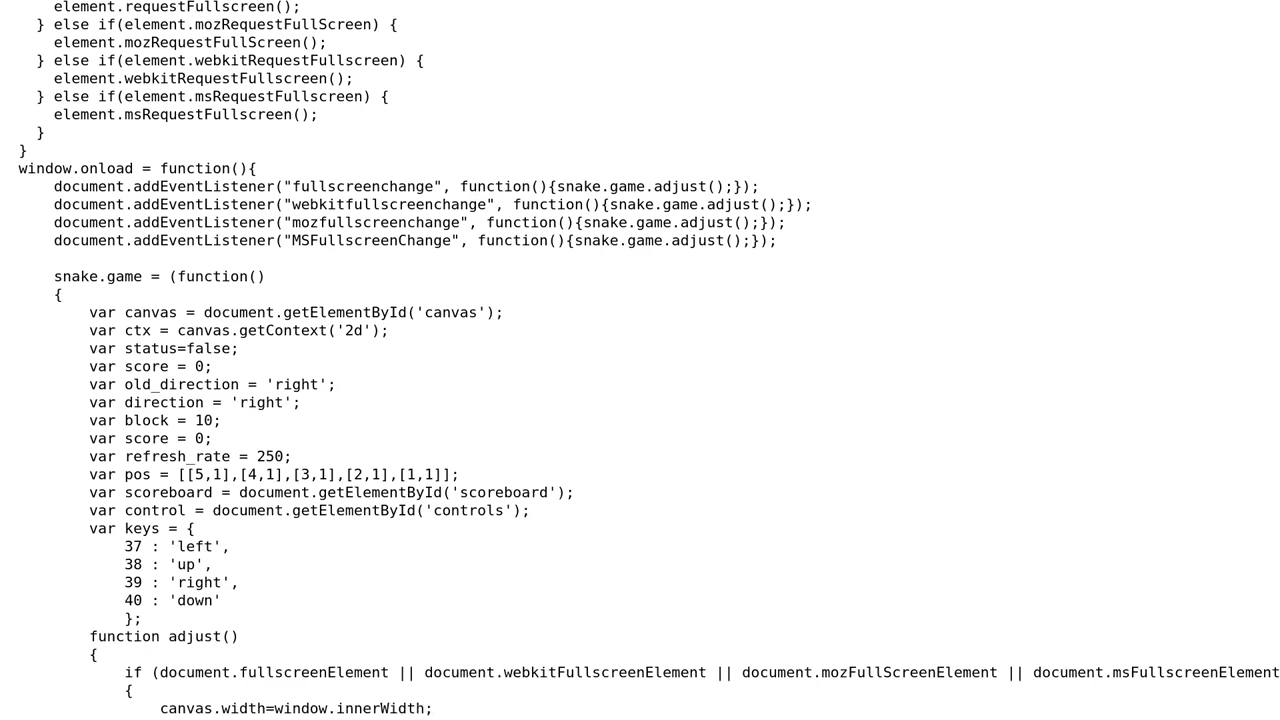 element.requestFullscreen();
} else if(element.mozRequestFullScreen) {
element.mozRequestFullScreen();
} else if(element.webkitRequestFullscreen) {
element.webkitRequestFullscreen();
} else if(element.msRequestFullscreen) {
element.msRequestFullscreen();
}
}
window.onload = function(){
document.addEventListener("fullscreenchange", function(){snake.game.adjust();});
document.addEventListener("webkitfullscreenchange", function(){snake.game.adjust();});
document.addEventListener("mozfullscreenchange", function(){snake.game.adjust();});
document.addEventListener("MSFullscreenChange", function(){snake.game.adjust();});
snake.game = (function()
{
var canvas = document.getElementById('canvas');
var ctx = canvas.getContext('2d');
var status=false;
var score = 0;
var old_direction = 'right';
var direction = 'right';
var block = 10;
var score = 0;
var refresh_rate = 250;
var pos = [[5,1],[4,1],[3,1],[2,1],[1,1]];
var scoreboard = document.getElementById('scoreboard');
var control = document.getElementById('controls');
var keys = {
37 : 'left',
38 : 'up',
39 : 'right',
40 : 'down'
};
function adjust()
{
if (document.fullscreenElement || document.webkitFullscreenElement || document.mozFullScreenElement || document.msFullscreenElement
{
canvas.width=window.innerWidth;